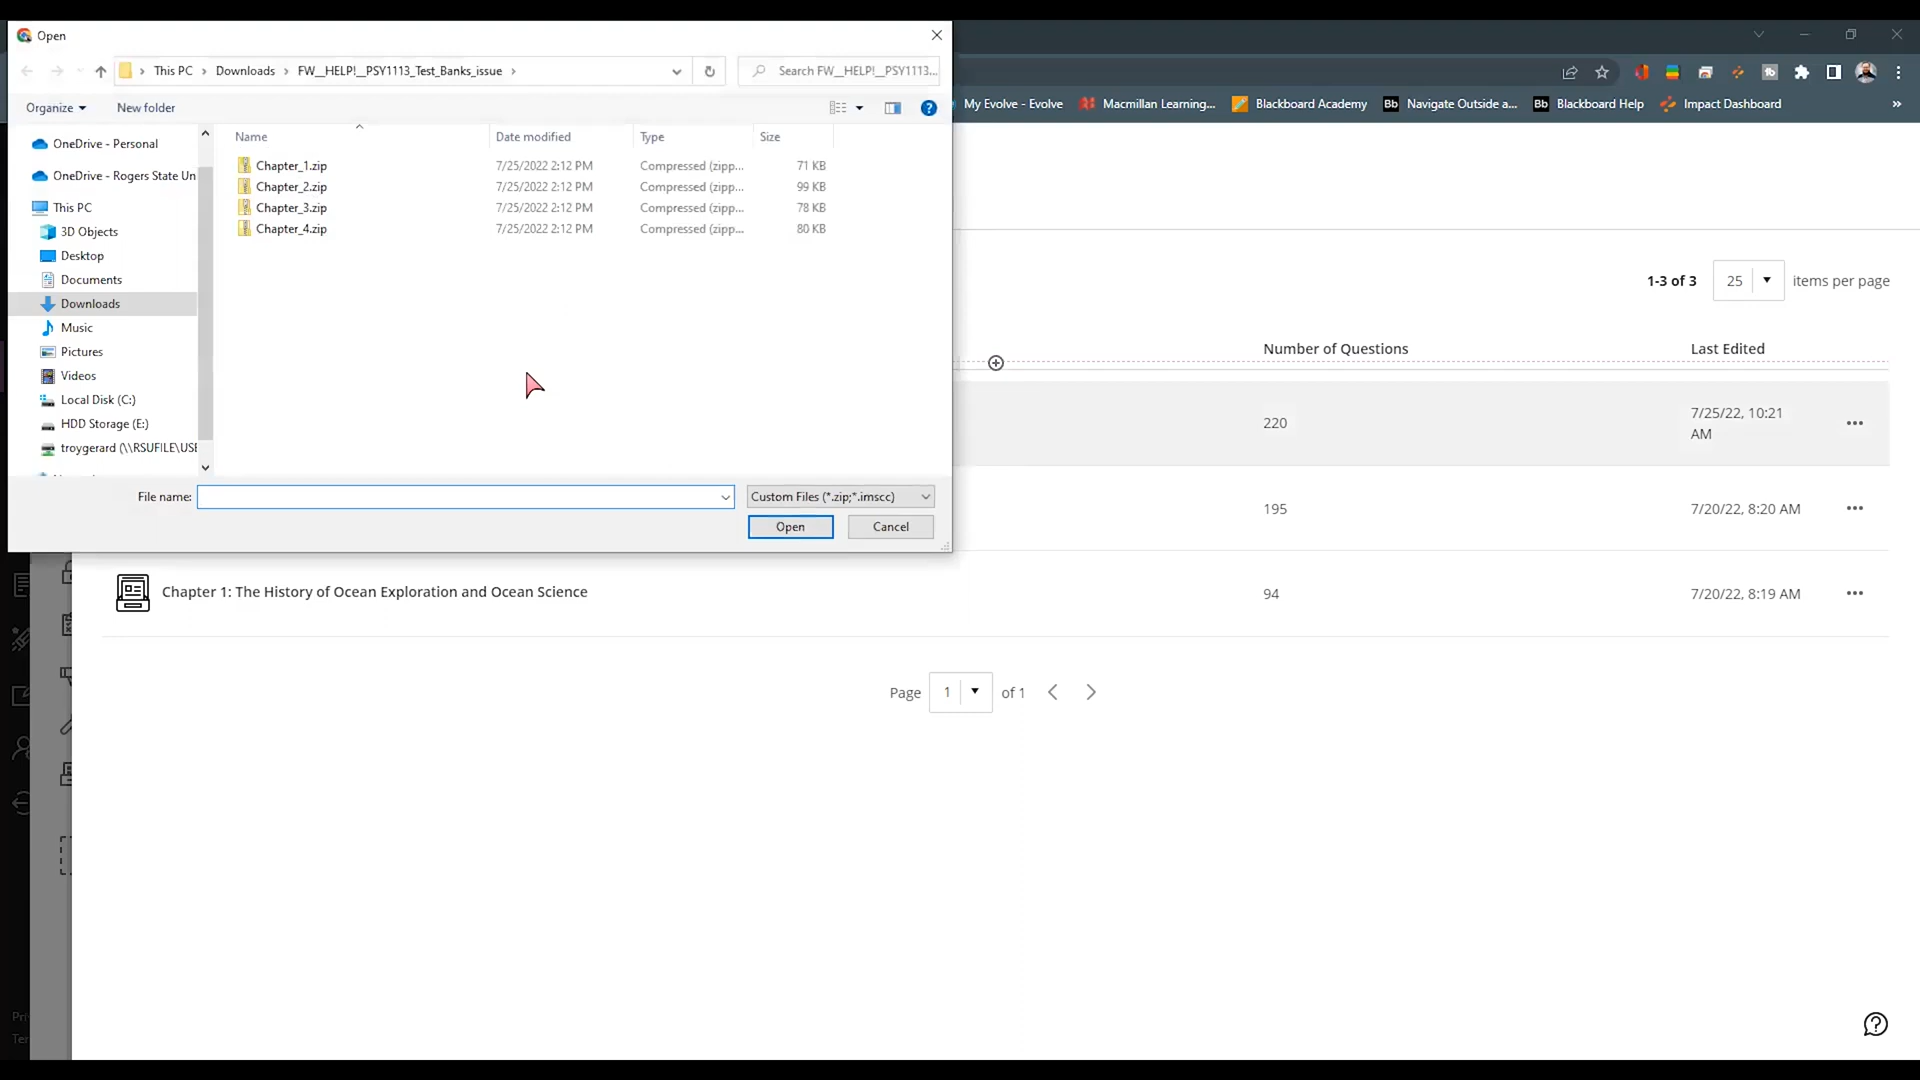 Open
This PC › Downloads › FW__HELP!__PSY1113_Test_Banks_issue ›
Search FW__HELP!__PSY1113...
Organize
New folder
My Evolve - Evolve
Macmillan Learning...
Blackboard Academy
Bb Navigate Outside a...
Bb Blackboard Help
Impact Dashboard
»
Name Date modified Type Size
OneDrive - Personal
OneDrive - Rogers State Un
This PC
3D Objects
Desktop
Documents
Downloads
Music
Pictures
Videos
Local Disk (C:)
HDD Storage (E:)
troygerard (\\RSUFILE\USE
Chapter_1.zip 7/25/2022 2:12 PM Compressed (zipp... 71 KB
Chapter_2.zip 7/25/2022 2:12 PM Compressed (zipp... 99 KB
Chapter_3.zip 7/25/2022 2:12 PM Compressed (zipp... 78 KB
Chapter_4.zip 7/25/2022 2:12 PM Compressed (zipp... 80 KB
File name:
Custom Files (*.zip;*.imscc)
Open
Cancel
1-3 of 3 25 items per page
Number of Questions Last Edited
220 7/25/22, 10:21
AM
195 7/20/22, 8:20 AM
Chapter 1: The History of Ocean Exploration and Ocean Science 94 7/20/22, 8:19 AM
Page 1 of 1
Pri
Ter